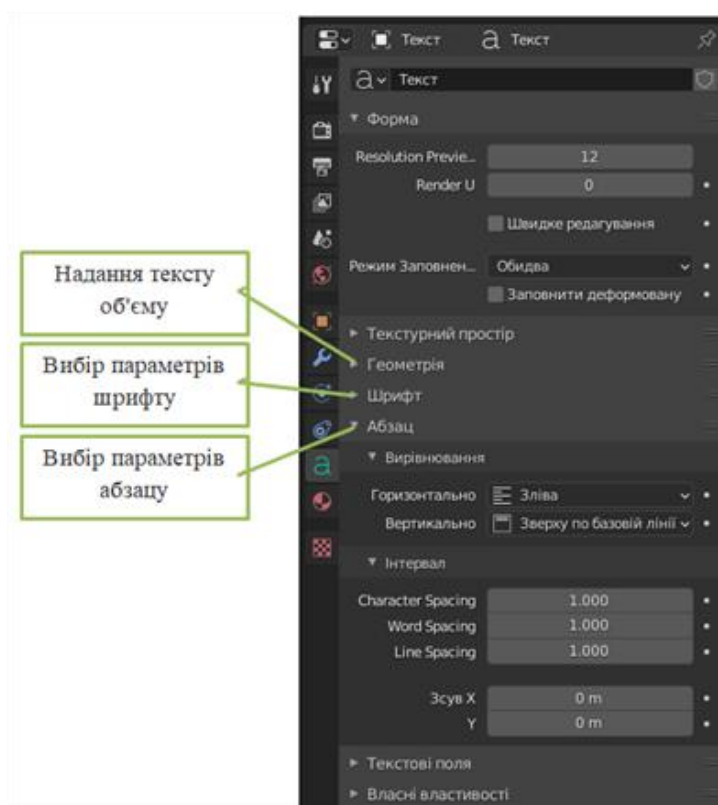 Текст a Текст
a Текст
Форма
Resolution Previe... 12
Render U 0
Швидке редагування
Режим Заповнен... Обидва
Заповнити деформовану
Надання тексту
об'єму
Текстурний простір
Геометрія
Вибір параметрів
шрифту
Шрифт
Абзац
Вибір параметрів
абзацу
Вирівнювання
a
Горизонтально Зліва
Вертикально Зверху по базовій лінії
Інтервал
Character Spacing 1.000
Word Spacing 1.000
Line Spacing 1.000
Зсув X 0 m
Y 0 m
Текстові поля
Власні властивості